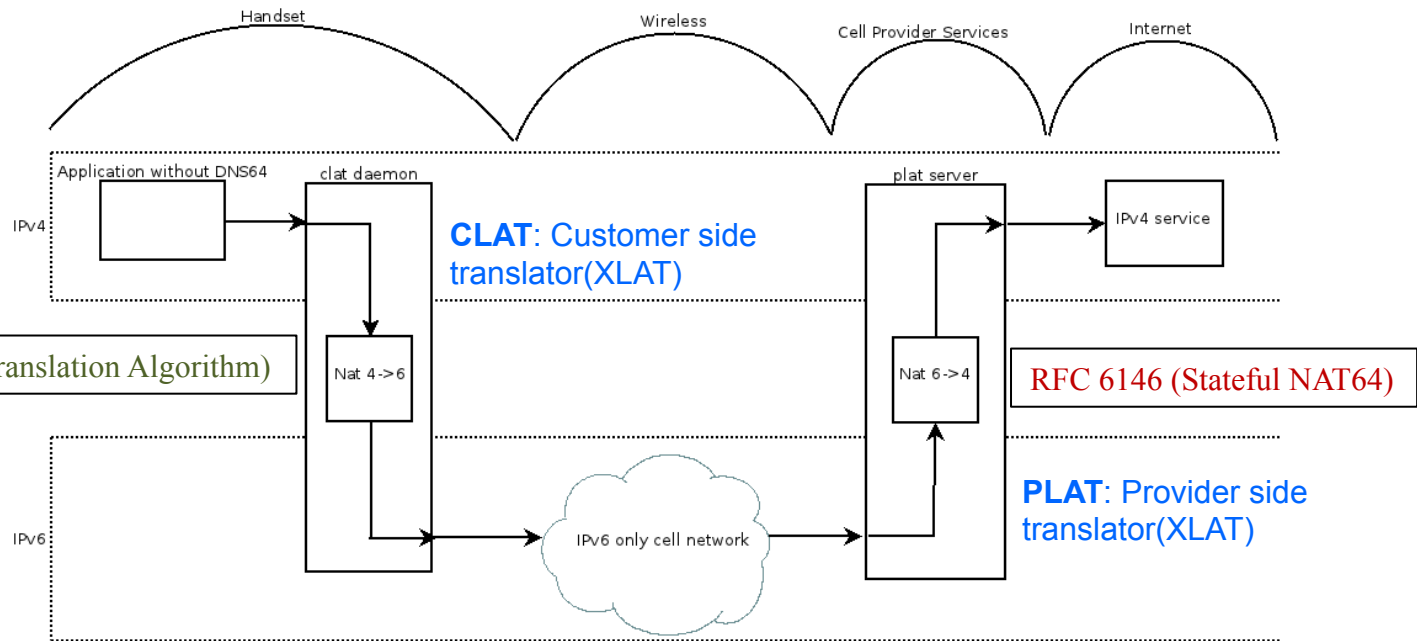 Handset
Wireless
Cell Provider Services
Internet
Application without DNS64
clat daemon
plat server
IPv4
CLAT: Customer side
translator(XLAT)
IPv4 service
Translation Algorithm)
Nat 4->6
Nat 6->4
RFC 6146 (Stateful NAT64)
PLAT: Provider side
translator(XLAT)
IPv6
IPv6 only cell network